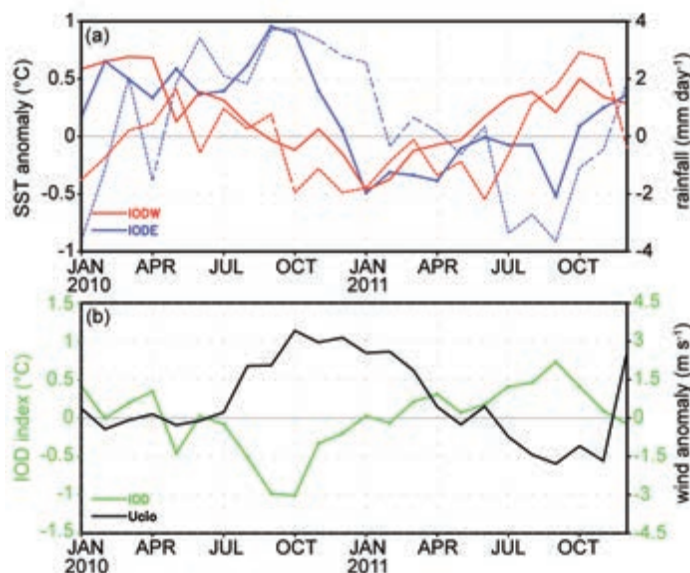 (a)
SST anomaly (°C)
1
0.5
0
-0.5
-1
IODW
IODE
4
2
0
-2
-4
rainfall (mm day⁻¹)
JAN APR JUL OCT JAN APR JUL OCT
2010 2011
(b)
IOD index (°C)
1.5
1
0.5
0
-0.5
-1
-1.5
IOD
Ucio
4.5
3
1.5
0
-1.5
-3
-4.5
wind anomaly (m s⁻¹)
JAN APR JUL OCT JAN APR JUL OCT
2010 2011